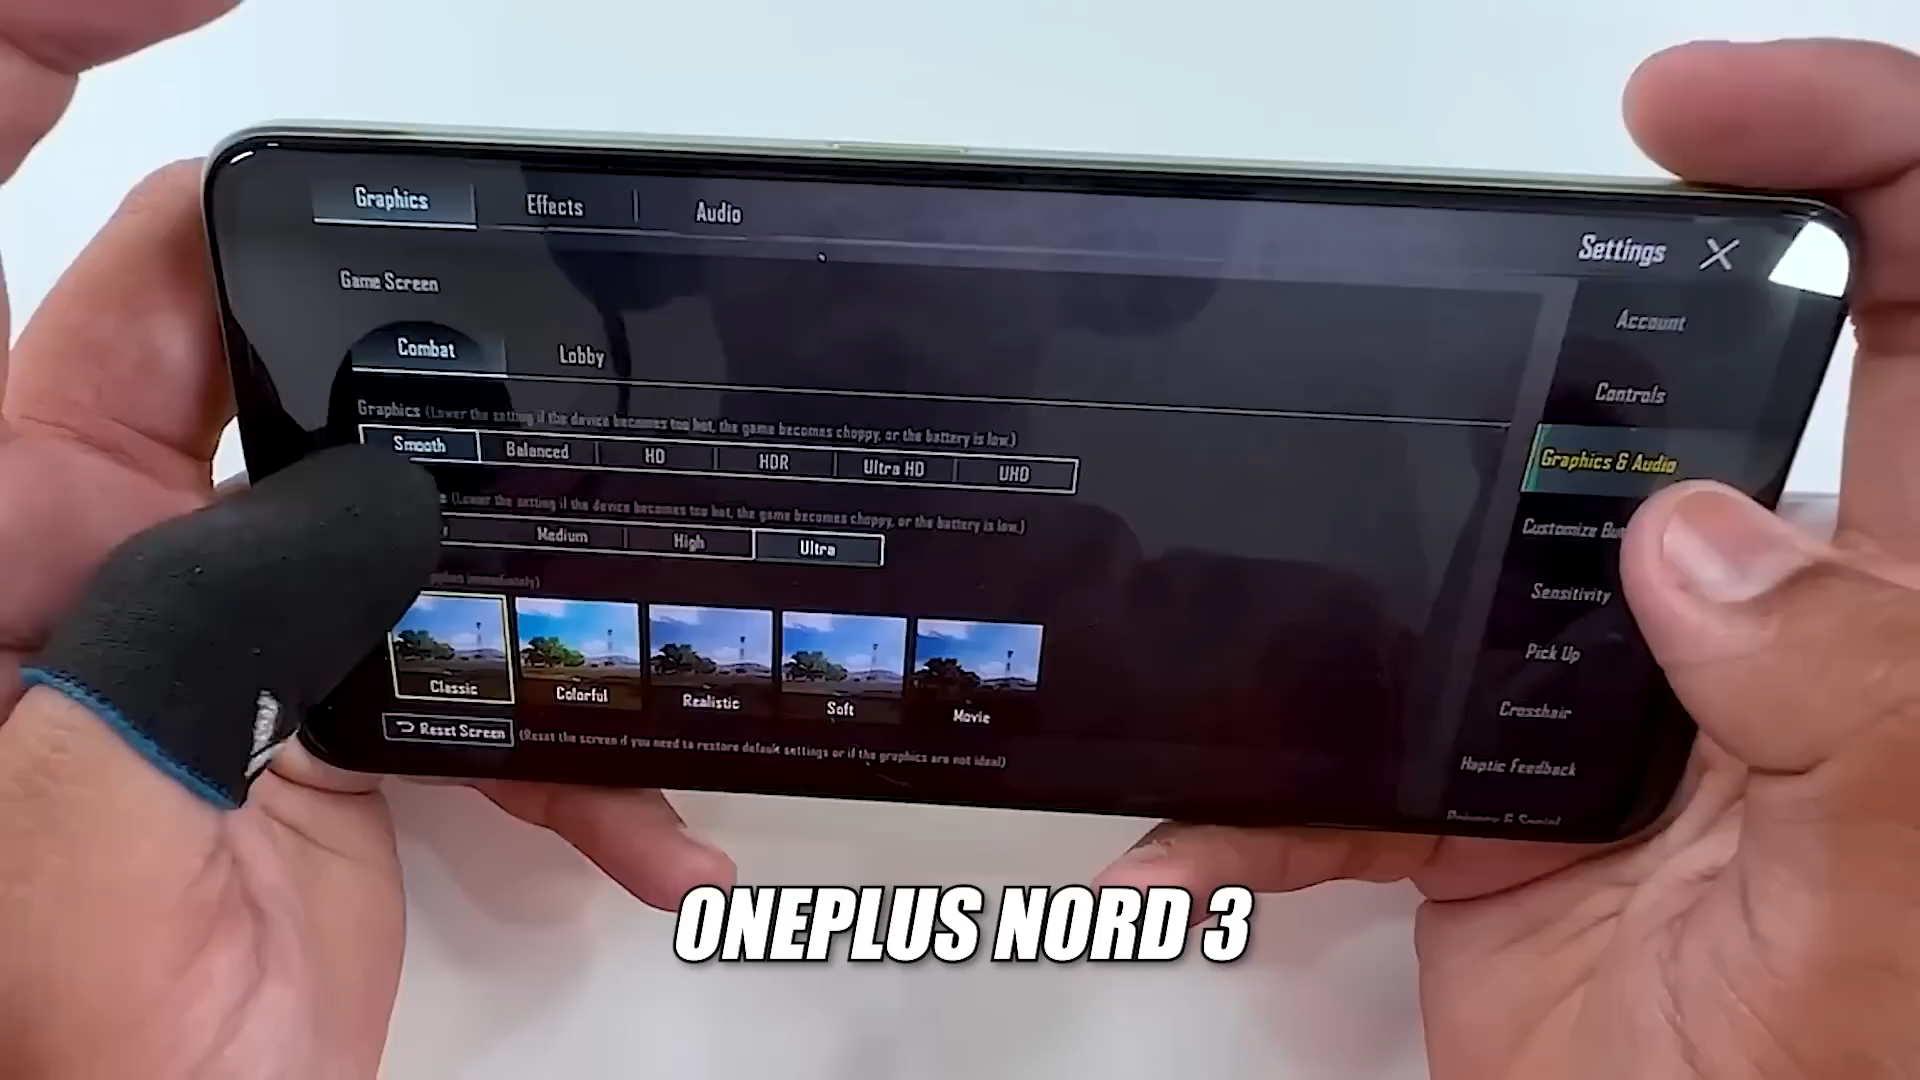 Graphics Effects Audio
Settings
Game Screen
Account
Combat Lobby
Controls
Graphics (Lower the setting if the device becomes too hot, the game becomes choppy, or the battery is low.)
Smooth Balanced HD HDR Ultra HD UHD
Graphics & Audio
(Lower the setting if the device becomes too hot, the game becomes choppy, or the battery is low.)
Medium High Ultra
Customize
immediately)
Sensitivity
Classic Colorful Realistic Soft Movie
Pick Up
Reset Screen (Reset the screen if you need to restore default settings or if the graphics are not ideal)
Crosshair
Haptic Feedback
ONEPLUS NORD 3